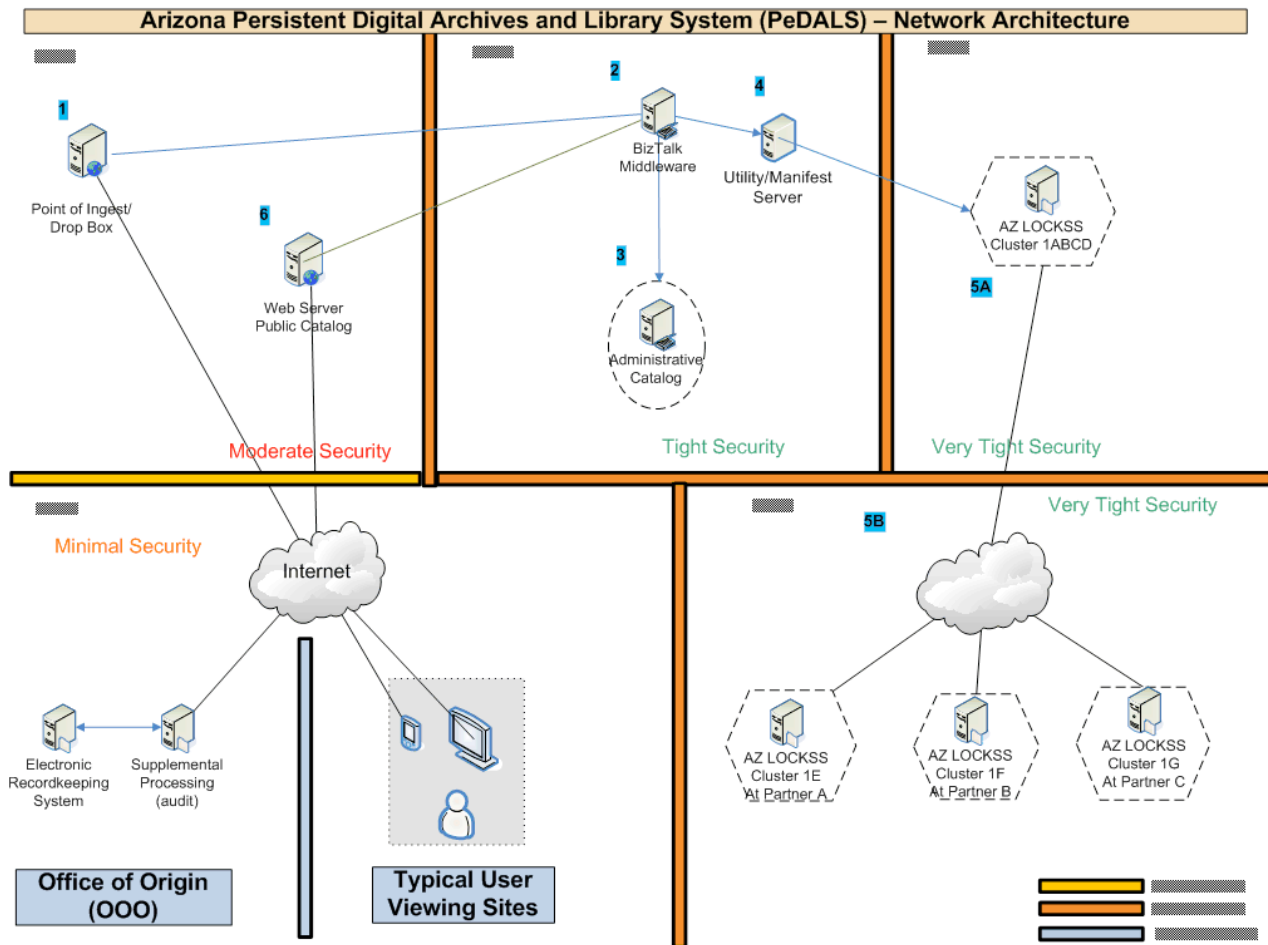 Arizona Persistent Digital Archives and Library System (PeDALS) – Network Architecture
1
Point of Ingest/
Drop Box
6
Web Server
Public Catalog
Moderate Security
2
BizTalk
Middleware
4
Utility/Manifest
Server
3
Administrative
Catalog
Tight Security
AZ LOCKSS
Cluster 1ABCD
5A
Very Tight Security
Minimal Security
Internet
Electronic
Recordkeeping
System
Supplemental
Processing
(audit)
Office of Origin
(OOO)
Typical User
Viewing Sites
5B
Very Tight Security
AZ LOCKSS
Cluster 1E
At Partner A
AZ LOCKSS
Cluster 1F
At Partner B
AZ LOCKSS
Cluster 1G
At Partner C